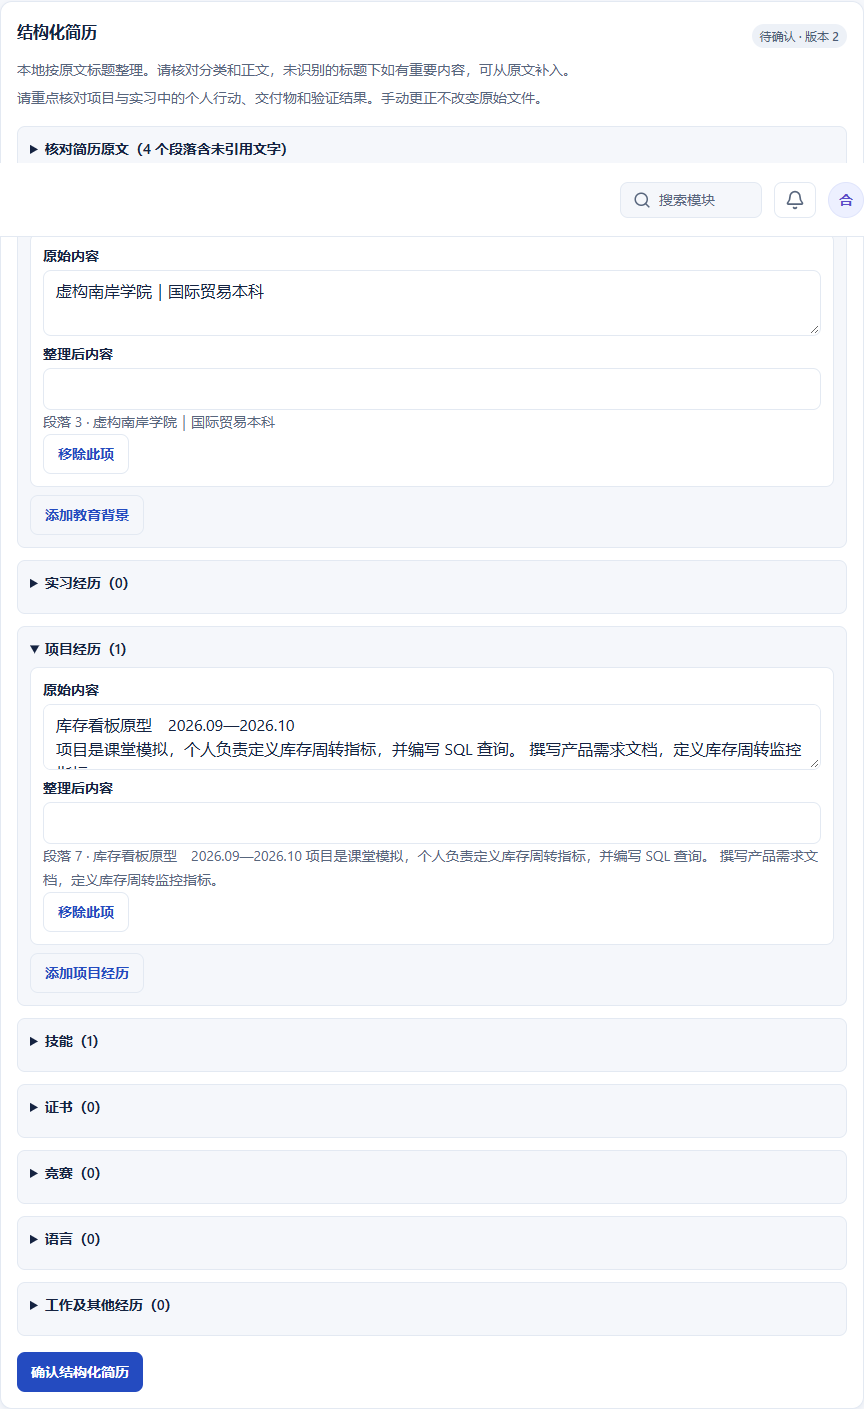 结构化简历
待确认 · 版本 2
本地按原文标题整理。请核对分类和正文，未识别的标题下如有重要内容，可从原文补入。
请重点核对项目与实习中的个人行动、交付物和验证结果。手动更正不改变原始文件。
核对简历原文（4 个段落含未引用文字）
搜索模块
合
原始内容
虚构南岸学院｜国际贸易本科
整理后内容
段落 3 · 虚构南岸学院｜国际贸易本科
移除此项
添加教育背景
实习经历（0）
项目经历（1）
原始内容
库存看板原型　2026.09—2026.10
项目是课堂模拟，个人负责定义库存周转指标，并编写 SQL 查询。 撰写产品需求文档，定义库存周转监控
整理后内容
段落 7 · 库存看板原型　2026.09—2026.10 项目是课堂模拟，个人负责定义库存周转指标，并编写 SQL 查询。 撰写产品需求文
档，定义库存周转监控指标。
移除此项
添加项目经历
技能（1）
证书（0）
竞赛（0）
语言（0）
工作及其他经历（0）
确认结构化简历